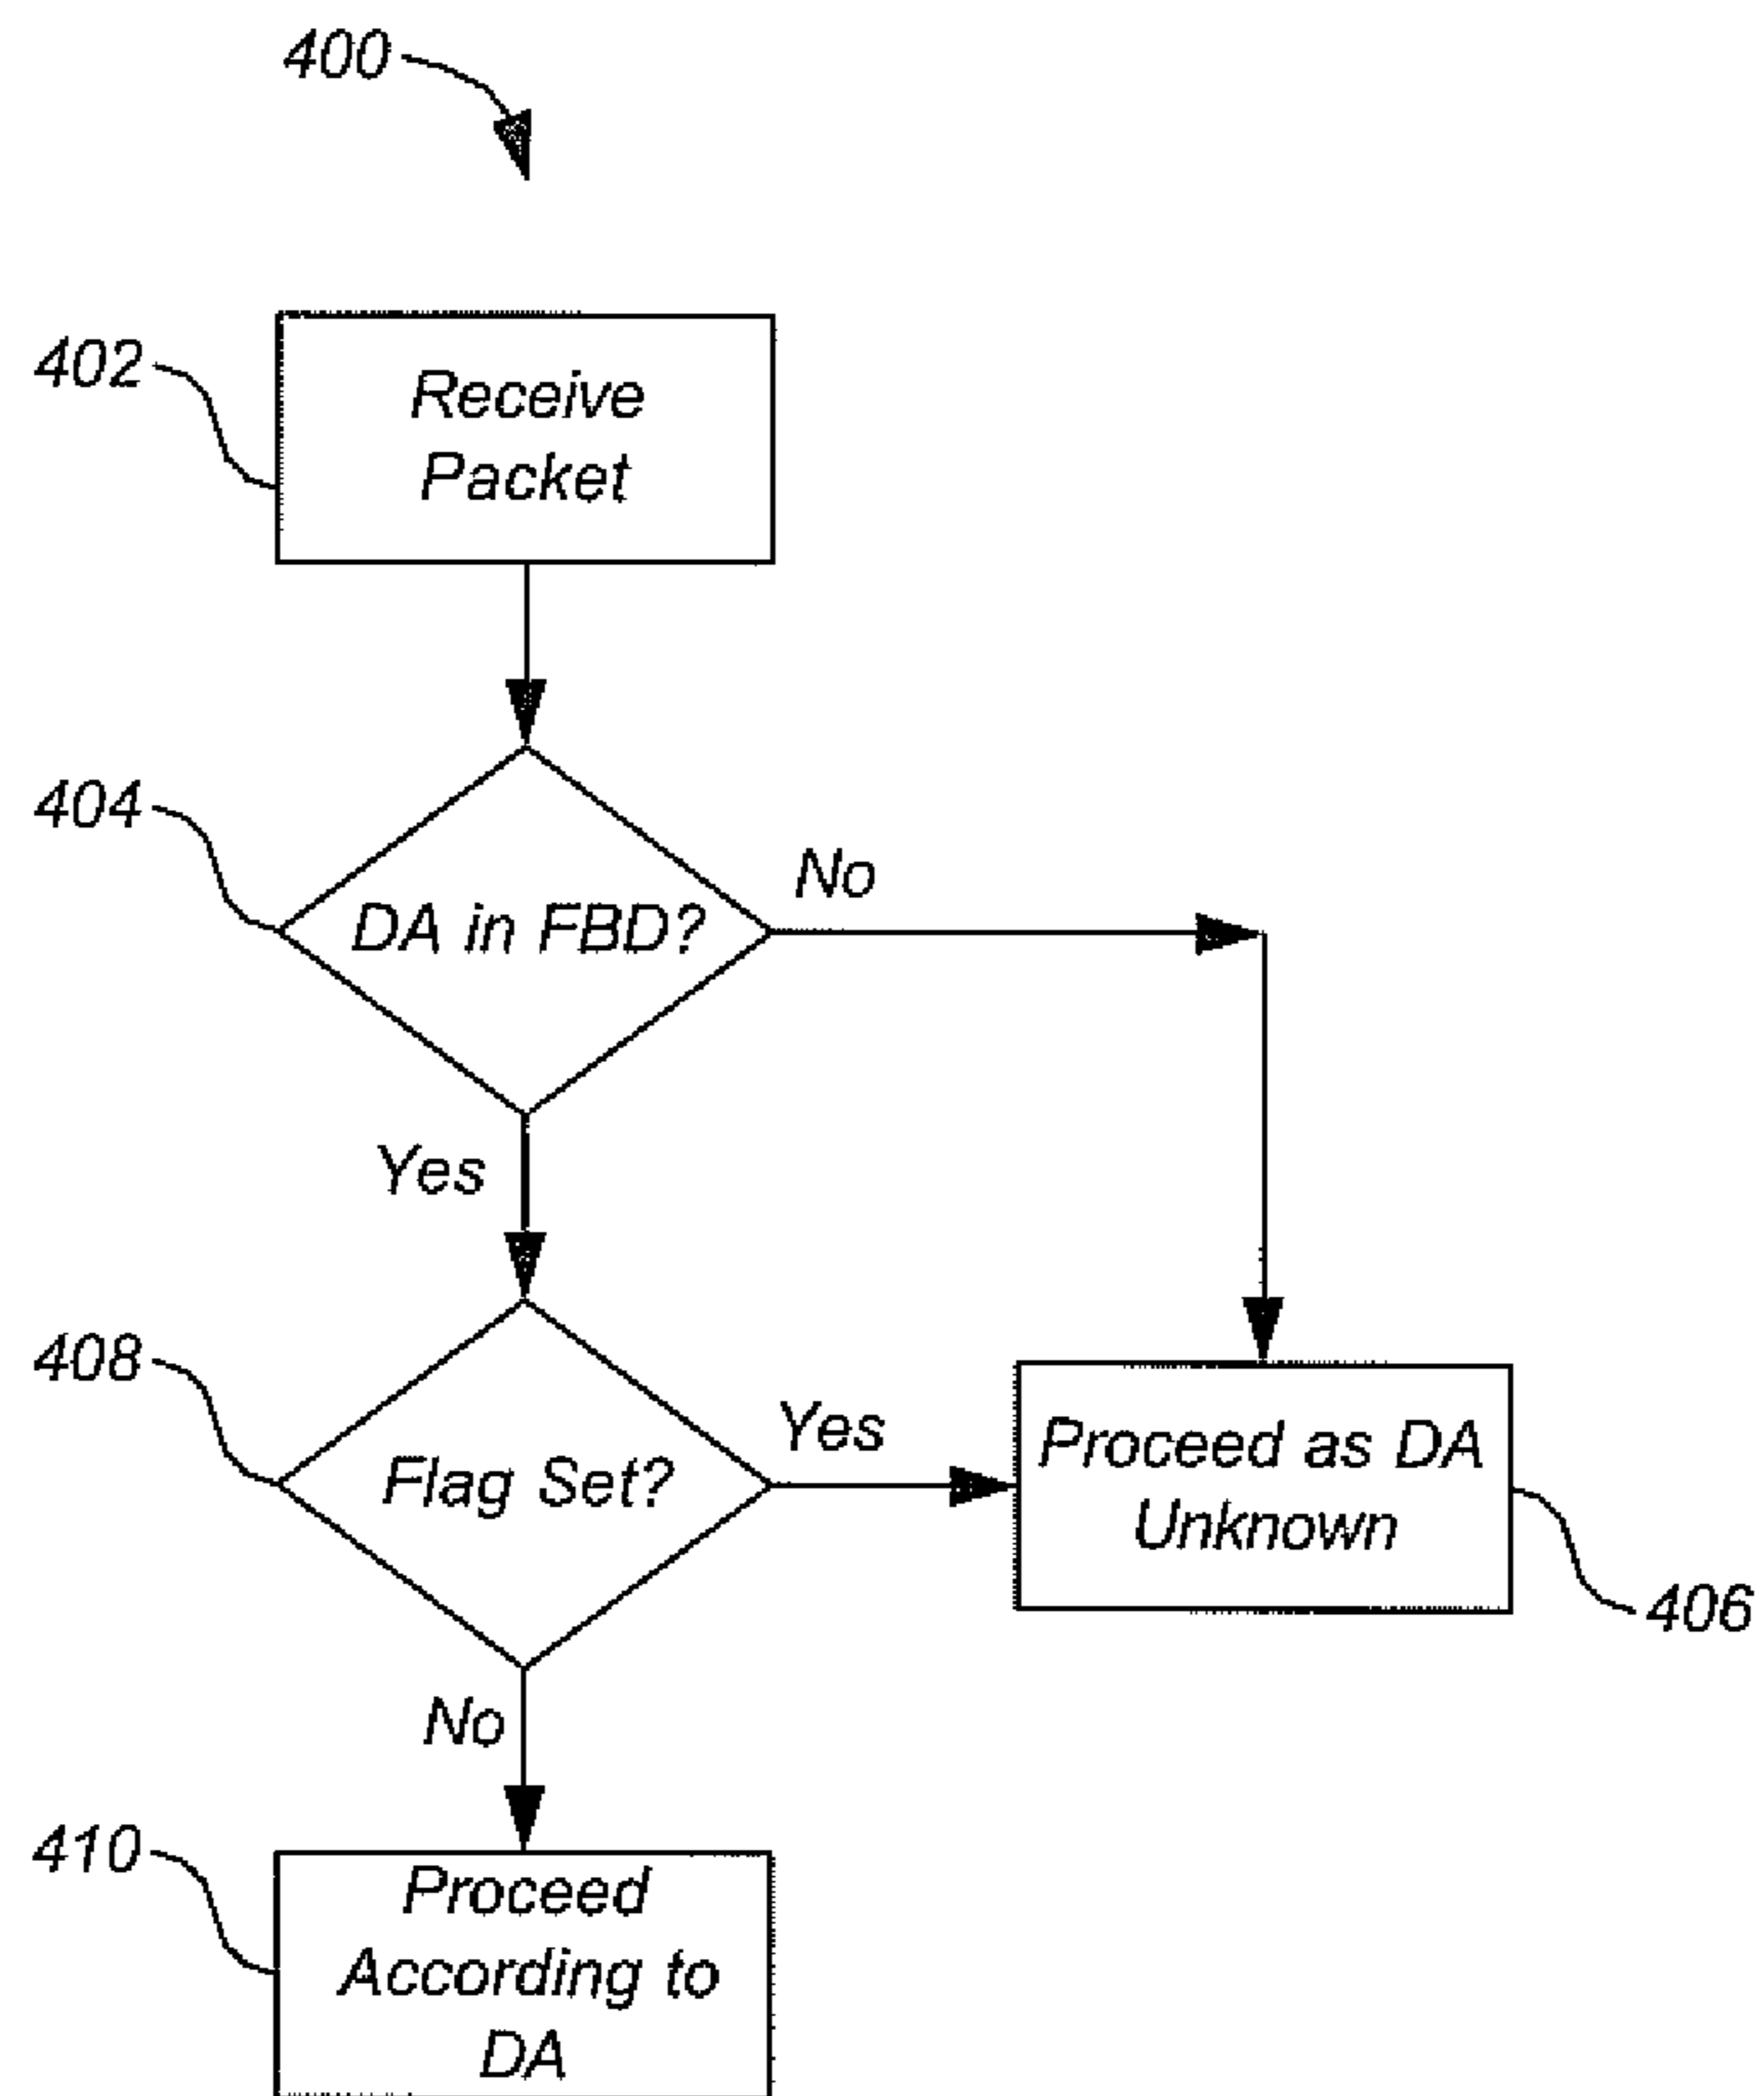 400
402
Receive
Packet
404
DA in FBD?
No
Yes
408
Flag Set?
Yes
Proceed as DA
Unknown
406
No
410
Proceed
According to
DA